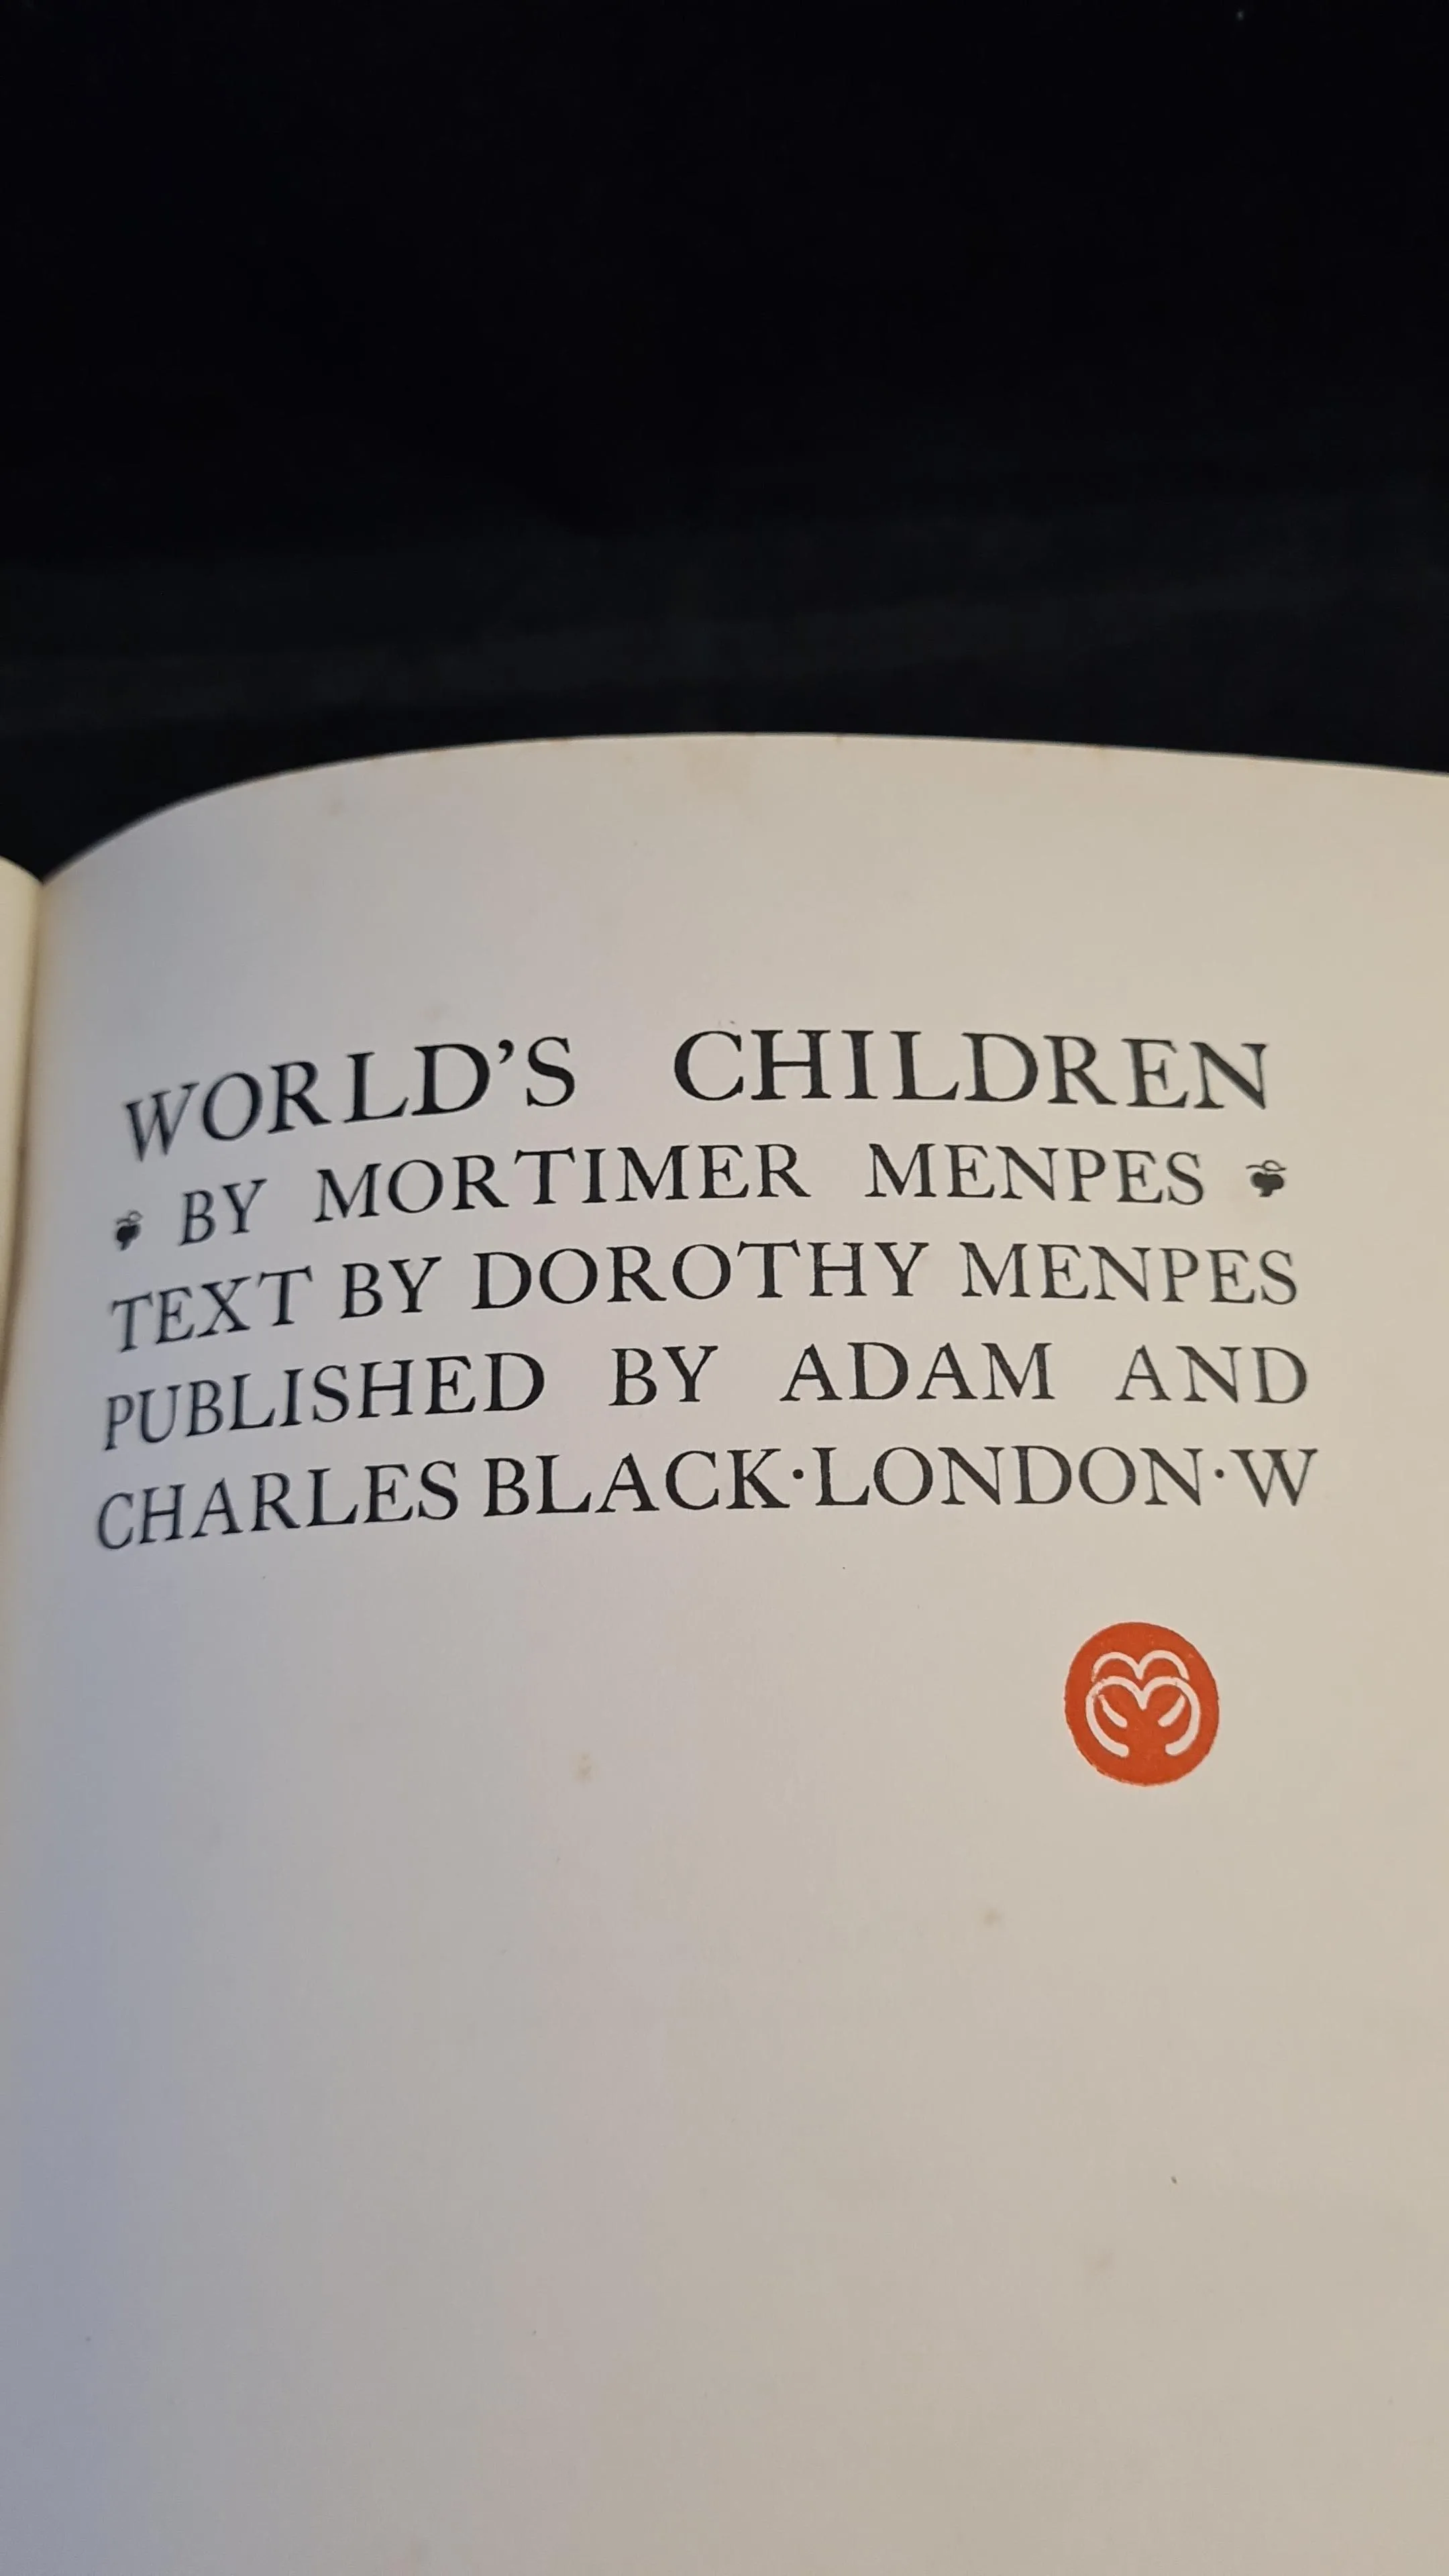 WORLD’S CHILDREN
❦ BY MORTIMER MENPES ❦
TEXT BY DOROTHY MENPES
PUBLISHED BY ADAM AND
CHARLES BLACK·LONDON·W